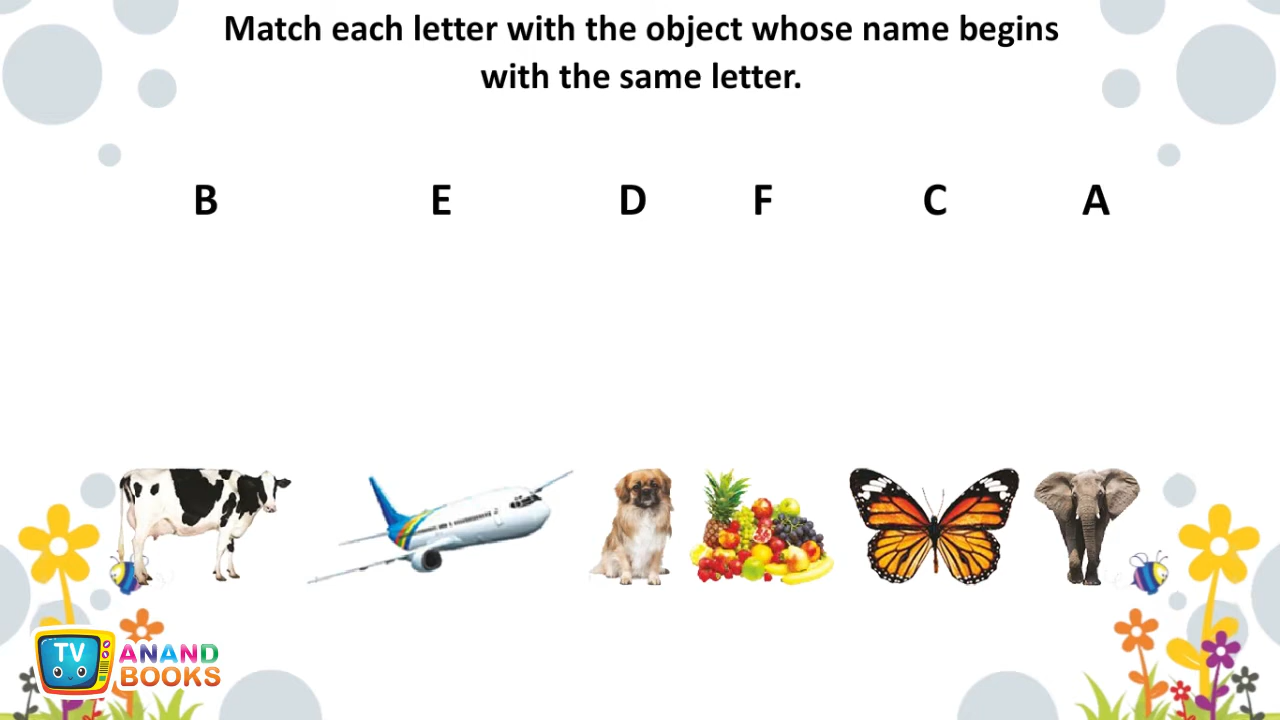 Match each letter with the object whose name begins
with the same letter.
B E D F C A
TV
ANAND
BOOKS